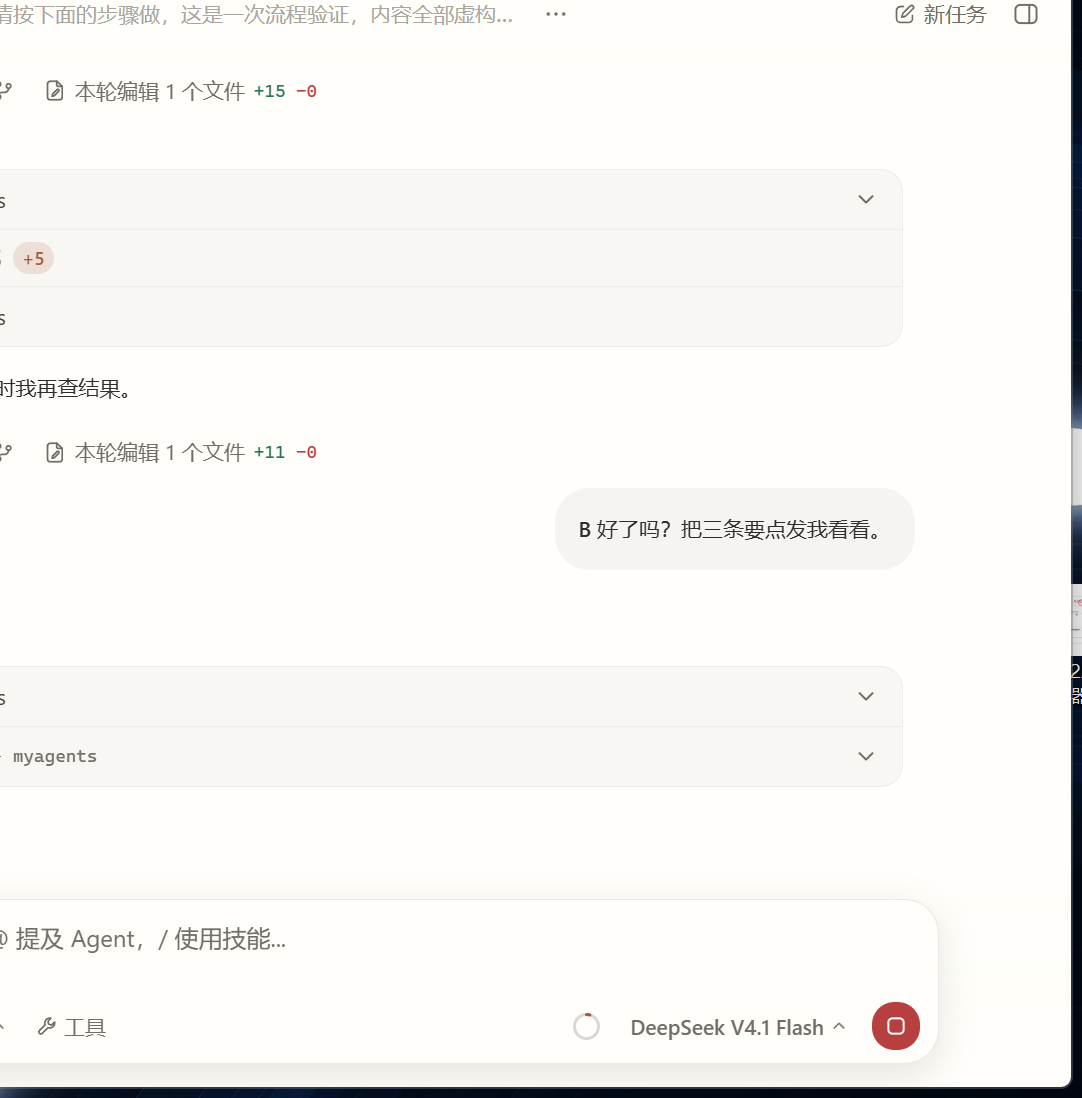 请按下面的步骤做，这是一次流程验证，内容全部虚构... ··· 新任务
本轮编辑 1 个文件 +15 −0
s
+5
s
时我再查结果。
本轮编辑 1 个文件 +11 −0
B 好了吗？把三条要点发我看看。
s
myagents
@ 提及 Agent，/ 使用技能...
工具 DeepSeek V4.1 Flash